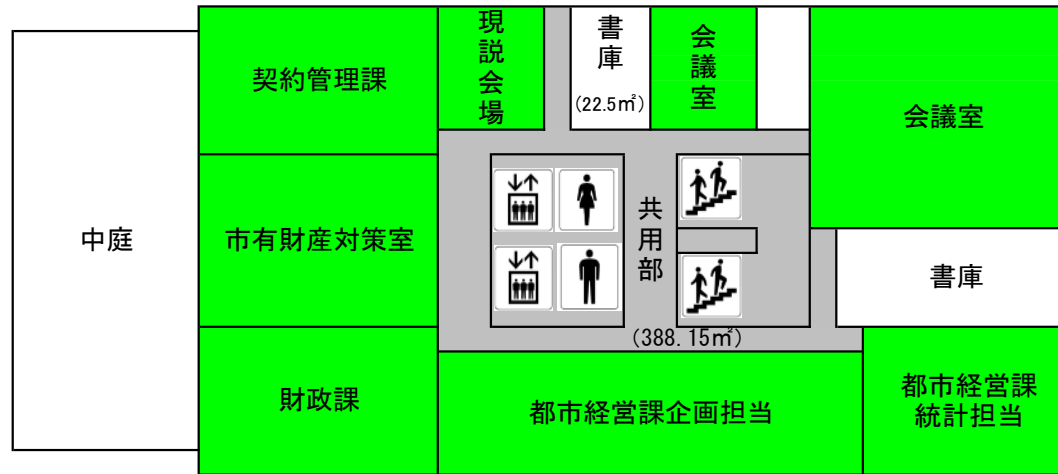 現説会場
書庫
(22.5㎡)
会議室
契約管理課
会議室
中庭
市有財産対策室
共用部
(388.15㎡)
書庫
財政課
都市経営課企画担当
都市経営課
統計担当